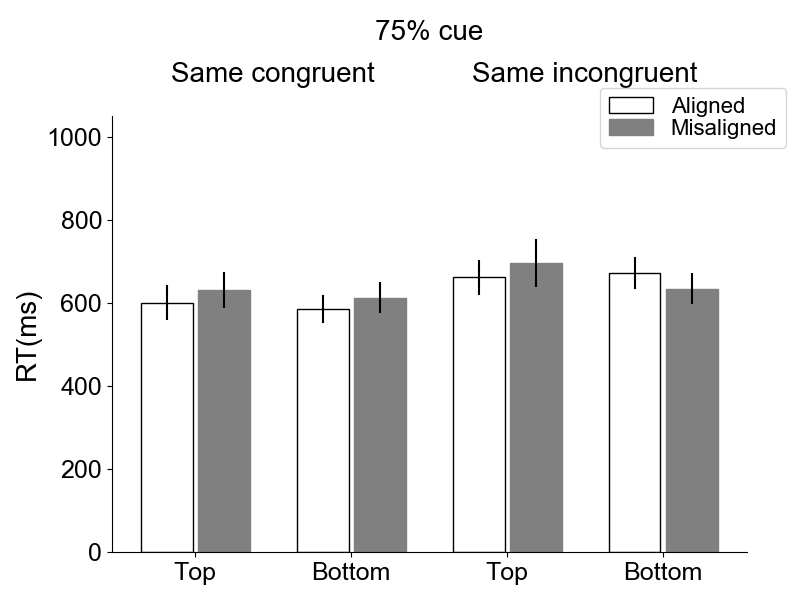 75% cue
Same congruent
Same incongruent
Aligned
Misaligned
1000
800
600
400
200
0
RT(ms)
Top
Bottom
Top
Bottom